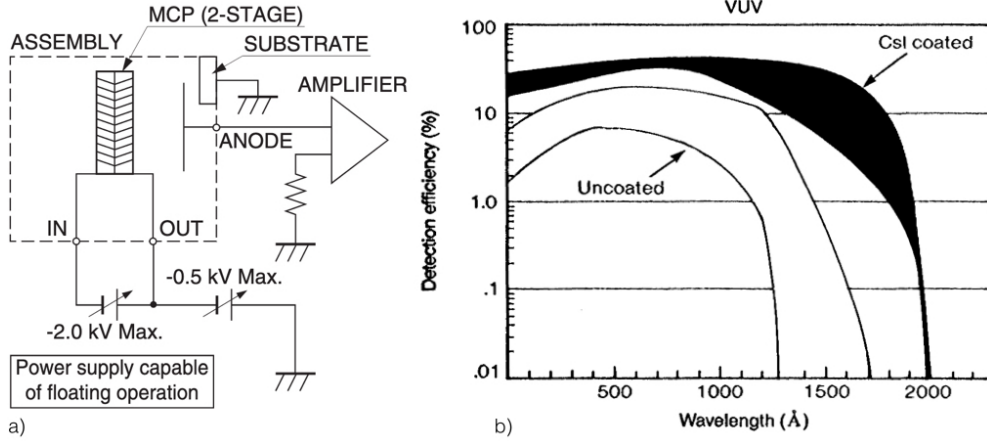 MCP (2-STAGE)
ASSEMBLY
SUBSTRATE
AMPLIFIER
ANODE
IN
OUT
-0.5 kV Max.
-2.0 kV Max.
Power supply capable
of floating operation
a)
VUV
CsI coated
Uncoated
Detection efficiency (%)
100
10
1.0
.1
.01
500
1000
1500
2000
Wavelength (Å)
b)